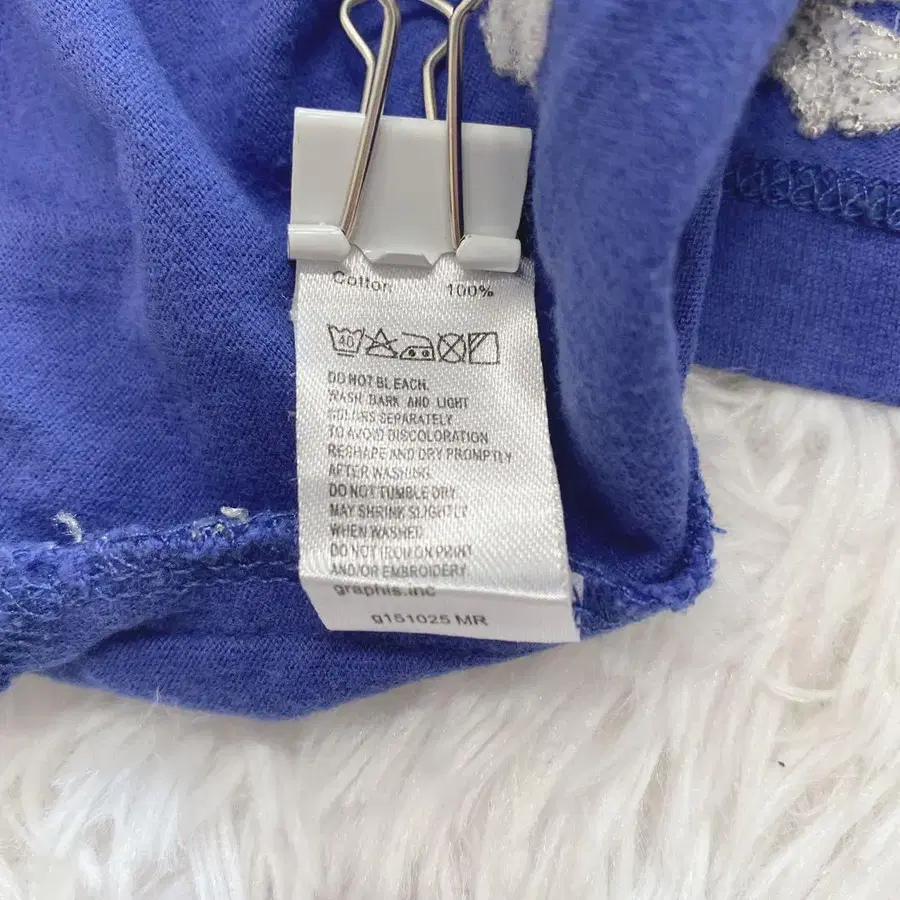 Cotton 100%
40
DO NOT BLEACH.
WASH DARK AND LIGHT
COLORS SEPARATELY
TO AVOID DISCOLORATION
RESHAPE AND DRY PROMPTLY
AFTER WASHING.
DO NOT TUMBLE DRY.
MAY SHRINK SLIGHTLY
WHEN WASHED.
DO NOT IRON ON PRINT
AND/OR EMBROIDERY.
graphis.inc
g151025 MR